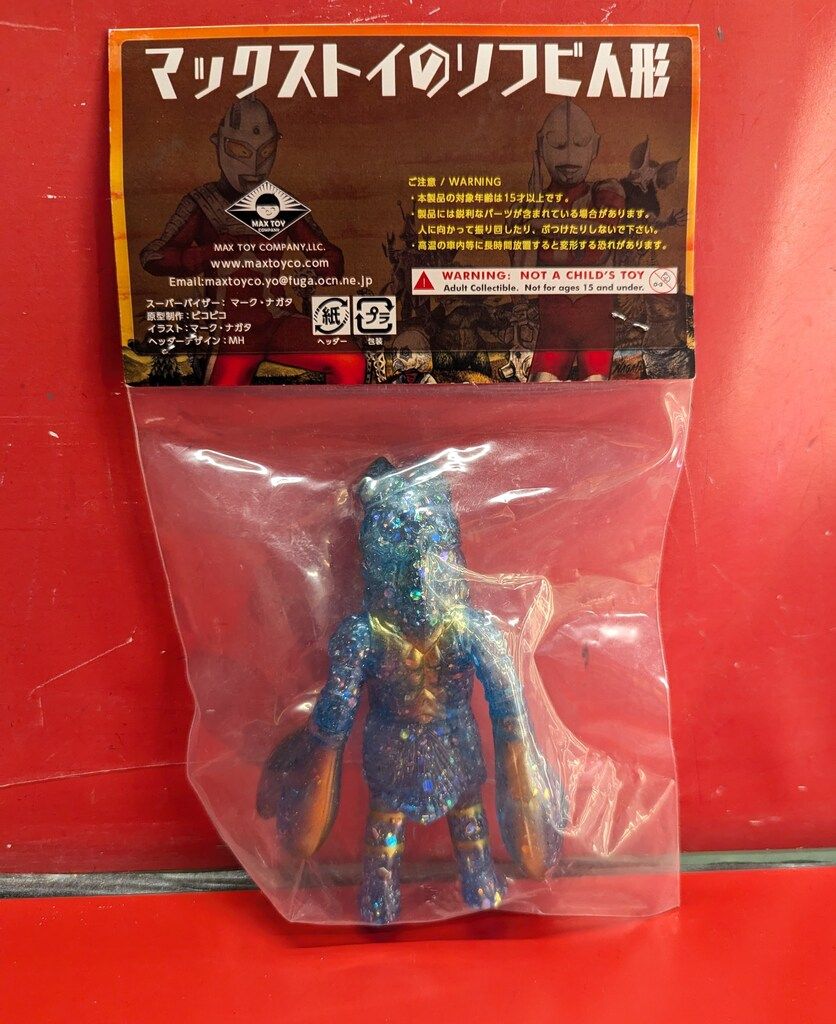 マックストイのソフビ人形
MAX TOY
COMPANY
MAX TOY COMPANY,LLC.
www.maxtoyco.com
Email:maxtoyco.yo@fuga.ocn.ne.jp
スーパーバイザー: マーク・ナガタ
原型制作:ピコピコ
イラスト:マーク・ナガタ
ヘッダーデザイン:MH
紙
ヘッダー
プラ
包装
ご注意 / WARNING
・本製品の対象年齢は15才以上です。
・製品には鋭利なパーツが含まれている場合があります。
人に向かって振り回したり、ぶつけたりしないで下さい。
・高温の車内等に長時間放置すると変形する恐れがあります。
WARNING: NOT A CHILD'S TOY
Adult Collectible. Not for ages 15 and under.
NAGATA